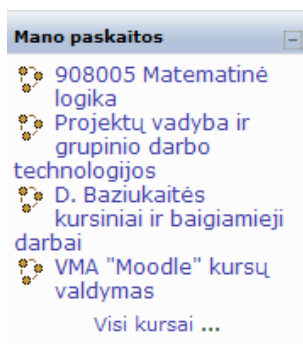 Mano paskaitos
908005 Matematinė
logika
Projektų vadyba ir
grupinio darbo
technologijos
D. Baziukaitės
kursiniai ir baigiamieji
darbai
VMA "Moodle" kursų
valdymas
Visi kursai ...